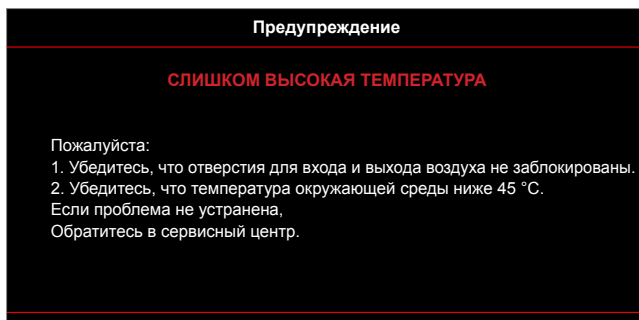 Предупреждение
СЛИШКОМ ВЫСОКАЯ ТЕМПЕРАТУРА
Пожалуйста:
1. Убедитесь, что отверстия для входа и выхода воздуха не заблокированы.
2. Убедитесь, что температура окружающей среды ниже 45 °C.
Если проблема не устранена,
Обратитесь в сервисный центр.